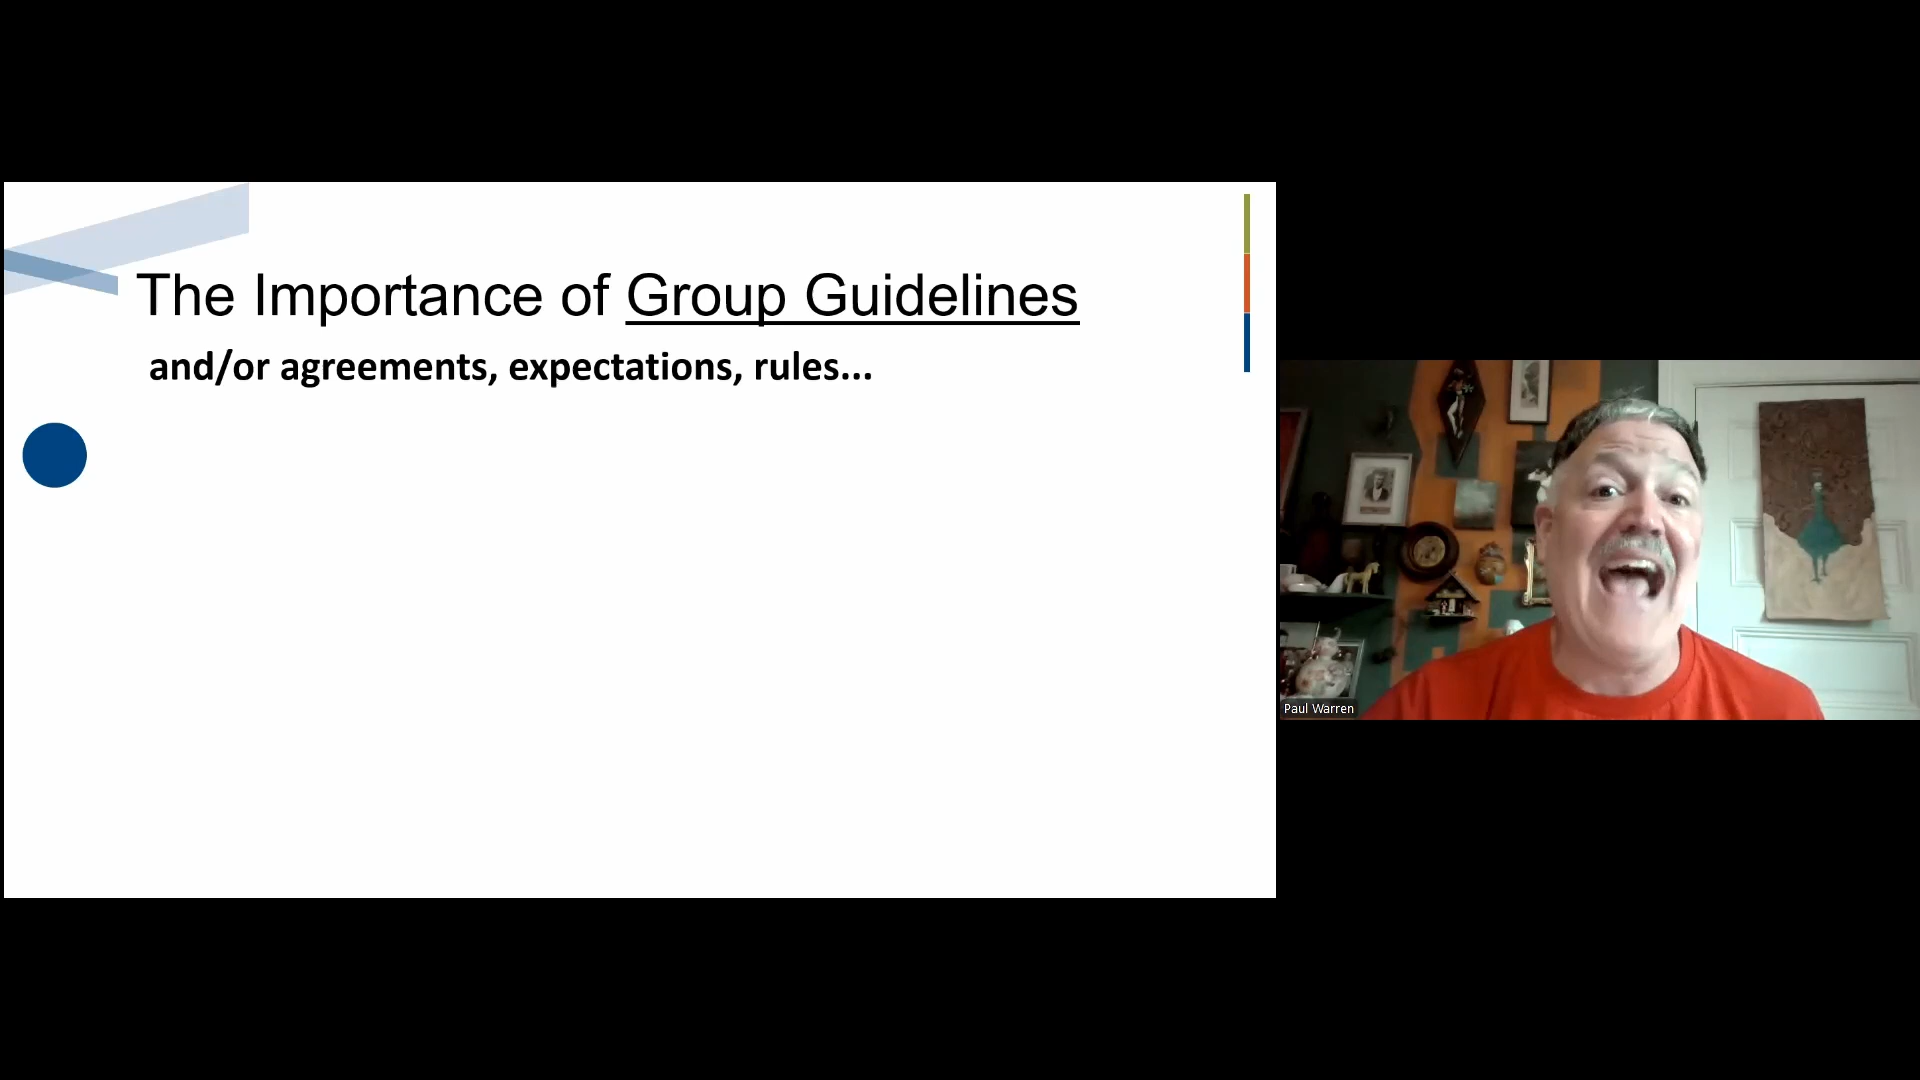 The Importance of Group Guidelines
and/or agreements, expectations, rules...
Paul Warren